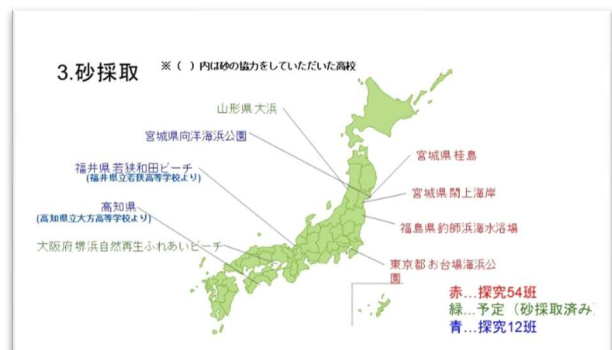 3.砂採取
※（ ）内は砂の協力をしていただいた高校
山形県 大浜
宮城県向洋海浜公園
福井県 若狭和田ビーチ
(福井県立若狭高等学校より)
高知県
(高知県立大方高等学校より)
大阪府 堺浜自然再生ふれあいビーチ
宮城県 桂島
宮城県 閖上海岸
福島県 釣師浜海水浴場
東京都 お台場海浜公
園
赤…探究54班
緑…予定（砂採取済み
青…探究12班